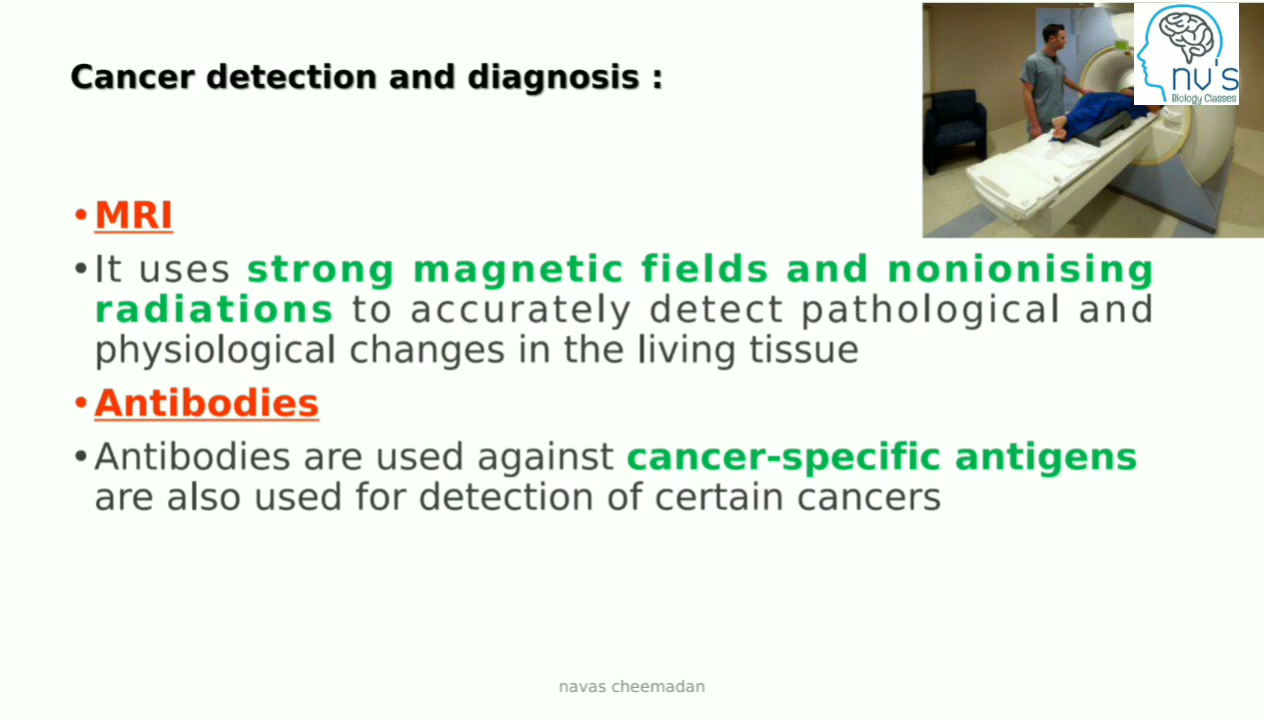 Cancer detection and diagnosis :
nv's
Biology Classes
•MRI
•It uses strong magnetic fields and nonionising
radiations to accurately detect pathological and
physiological changes in the living tissue
•Antibodies
•Antibodies are used against cancer-specific antigens
are also used for detection of certain cancers
navas cheemadan